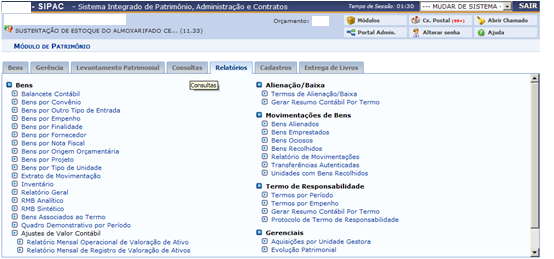 - SIPAC - Sistema Integrado de Patrimônio, Administração e Contratos
Tempo de Sessão: 01:30
--- MUDAR DE SISTEMA -
SAIR
Orçamento:
SUSTENTAÇÃO DE ESTOQUE DO ALMOXARIFADO CE... (11.33)
Módulos
Cx. Postal (99+)
Abrir Chamado
Portal Admin.
Alterar senha
Ajuda
MÓDULO DE PATRIMÔNIO
Bens
Gerência
Levantamento Patrimonial
Consultas
Relatórios
Cadastros
Entrega de Livros
Consultas
Bens
Balancete Contábil
Bens por Convênio
Bens por Outro Tipo de Entrada
Bens por Empenho
Bens por Finalidade
Bens por Fornecedor
Bens por Nota Fiscal
Bens por Origem Orçamentária
Bens por Projeto
Bens por Tipo de Unidade
Extrato de Movimentação
Inventário
Relatório Geral
RMB Analítico
RMB Sintético
Bens Associados ao Termo
Quadro Demonstrativo por Período
Ajustes de Valor Contábil
Relatório Mensal Operacional de Valoração de Ativo
Relatório Mensal de Registro de Valoração de Ativos
Alienação/Baixa
Termos de Alienação/Baixa
Gerar Resumo Contábil Por Termo
Movimentações de Bens
Bens Alienados
Bens Emprestados
Bens Ociosos
Bens Recolhidos
Relatório de Movimentações
Transferências Autenticadas
Unidades com Bens Recolhidos
Termo de Responsabilidade
Termos por Período
Termos por Empenho
Gerar Resumo Contábil Por Termo
Protocolo de Termo de Responsabilidade
Gerenciais
Aquisições por Unidade Gestora
Evolução Patrimonial